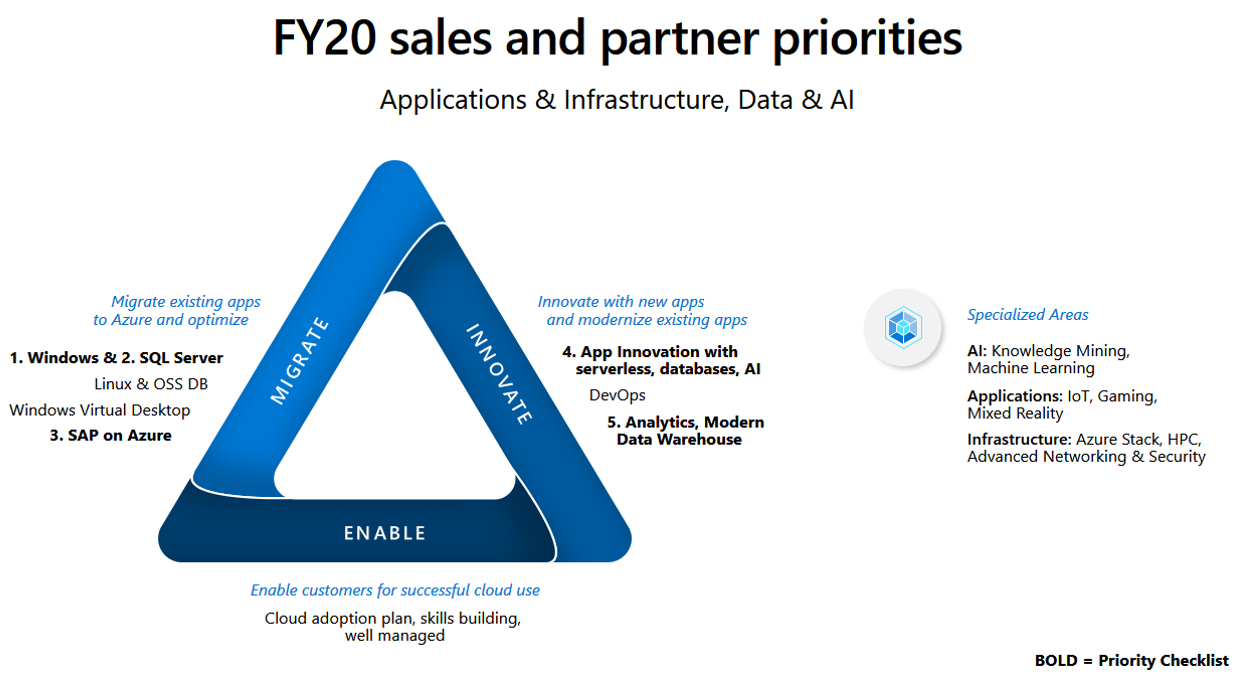 FY20 sales and partner priorities
Applications & Infrastructure, Data & AI
Migrate existing apps
to Azure and optimize
1. Windows & 2. SQL Server
Linux & OSS DB
Windows Virtual Desktop
3. SAP on Azure
MIGRATE
INNOVATE
ENABLE
Innovate with new apps
and modernize existing apps
4. App Innovation with
serverless, databases, AI
DevOps
5. Analytics, Modern
Data Warehouse
Enable customers for successful cloud use
Cloud adoption plan, skills building,
well managed
Specialized Areas
AI: Knowledge Mining,
Machine Learning
Applications: IoT, Gaming,
Mixed Reality
Infrastructure: Azure Stack, HPC,
Advanced Networking & Security
BOLD = Priority Checklist